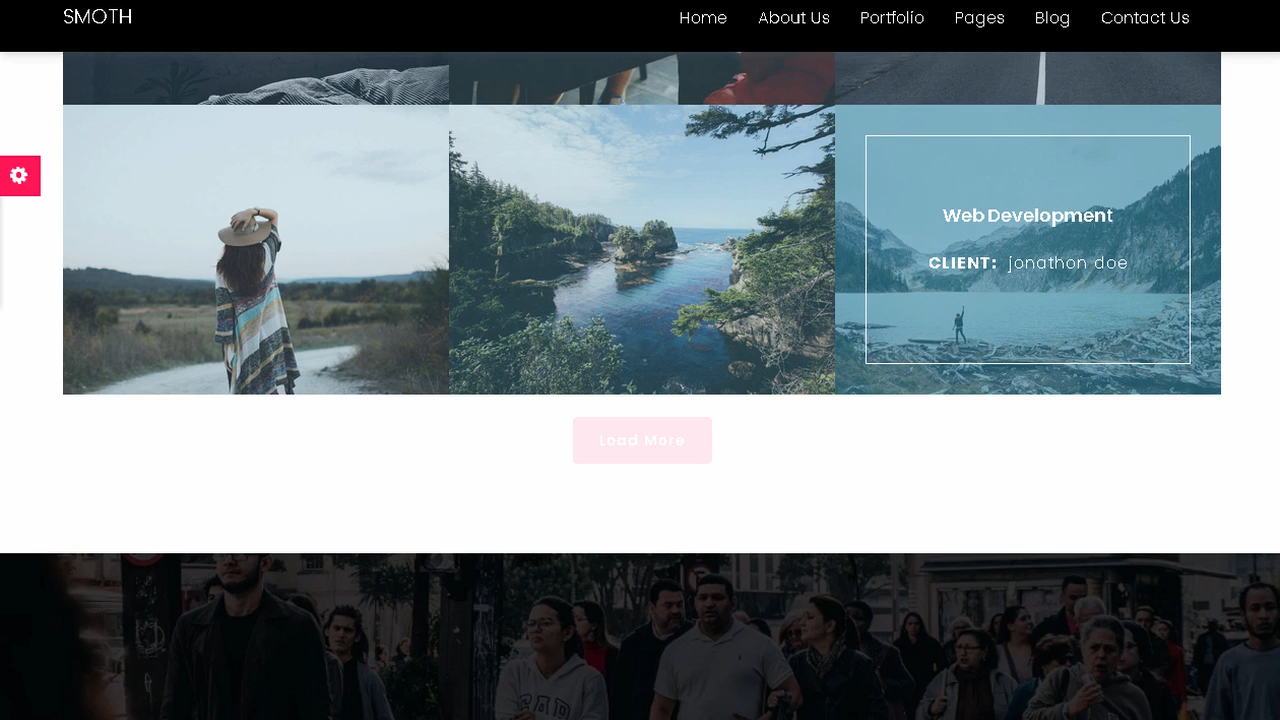 SMOTH
Home About Us Portfolio Pages Blog Contact Us
Web Development
CLIENT: jonathon doe
Load More